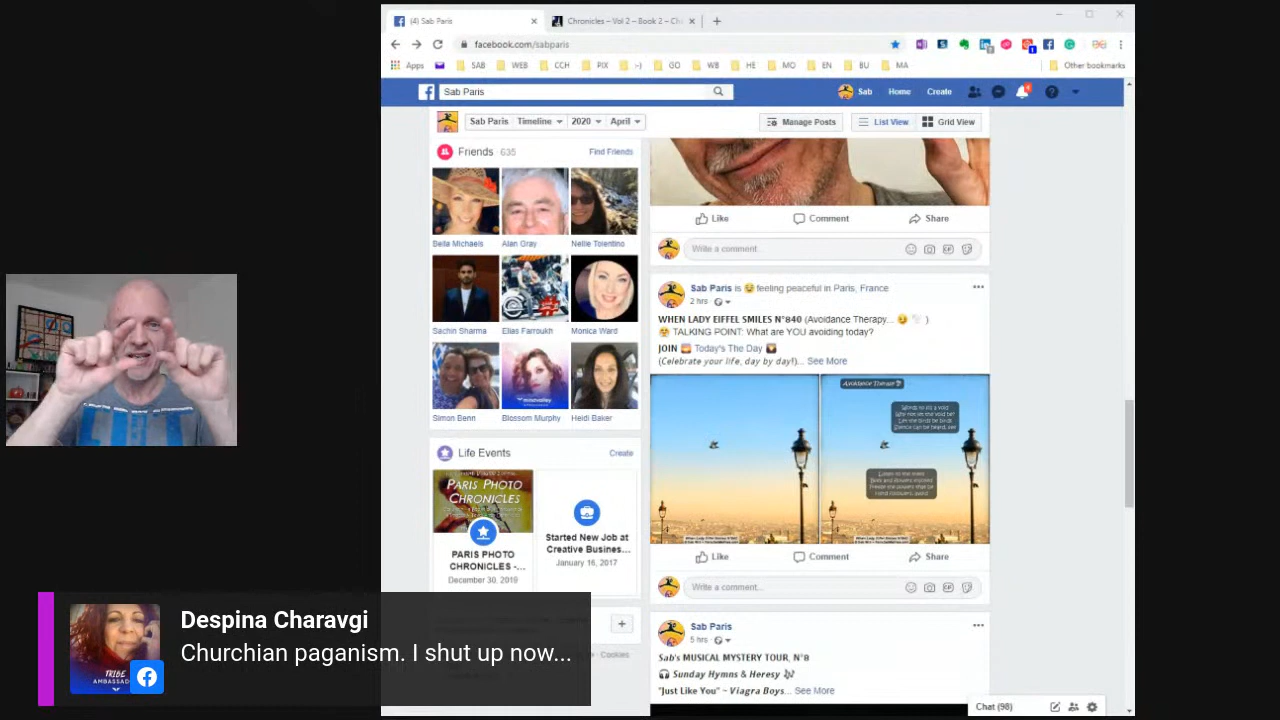 (4) Sab Paris
Chronicles – Vol 2 – Book 2 – Ch
facebook.com/sabparis
Apps SAB WEB CCH PIX :-) GO WB HE MO EN BU MA Other bookmarks
Sab Paris
Sab Home Create
Sab Paris Timeline 2020 April Manage Posts List View Grid View
Friends 635 Find Friends
Bella Michaels Alan Gray Nellie Tolentino
Sachin Sharma Elias Farroukh Monica Ward
Simon Benn Blossom Murphy Heidi Baker
mindvalley
Life Events Create
PARIS PHOTO
CHRONICLES
PARIS PHOTO
CHRONICLES -...
December 30, 2019
Started New Job at
Creative Busines...
January 16, 2017
Cookies
Like Comment Share
Write a comment...
Sab Paris is 😌 feeling peaceful in Paris, France
2 hrs
WHEN LADY EIFFEL SMILES N°840 (Avoidance Therapy... )
TALKING POINT: What are YOU avoiding today?
JOIN Today's The Day
(Celebrate your life, day by day!)... See More
Avoidance Therapy
Like Comment Share
Write a comment...
Sab Paris
5 hrs
Sab's MUSICAL MYSTERY TOUR, N°8
Sunday Hymns & Heresy
"Just Like You" ~ Viagra Boys... See More
Chat (98)
Despina Charavgi
Churchian paganism. I shut up now...
TRIBE
AMBASSAD